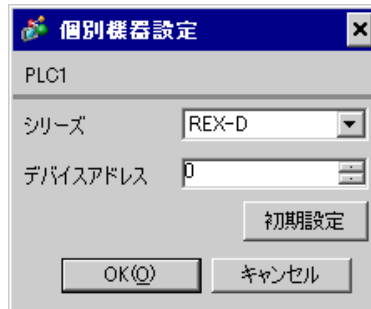 個別機器設定
PLC1
シリーズ REX-D
デバイスアドレス 0
初期設定
OK(O) キャンセル